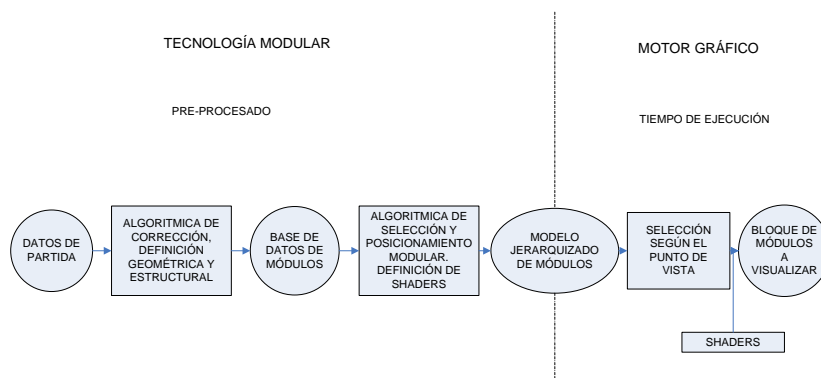 TECNOLOGÍA MODULAR
MOTOR GRÁFICO
PRE-PROCESADO
TIEMPO DE EJECUCIÓN
DATOS DE
PARTIDA
ALGORITMICA DE
CORRECCIÓN,
DEFINICIÓN
GEOMÉTRICA Y
ESTRUCTURAL
BASE DE
DATOS DE
MÓDULOS
ALGORITMICA DE
SELECCIÓN Y
POSICIONAMIENTO
MODULAR.
DEFINICIÓN DE
SHADERS
MODELO
JERARQUIZADO
DE MÓDULOS
SELECCIÓN
SEGÚN EL
PUNTO DE
VISTA
BLOQUE DE
MÓDULOS
A
VISUALIZAR
SHADERS